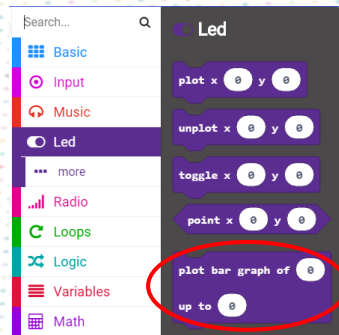 Search...
Basic
Input
Music
Led
more
Radio
Loops
Logic
Variables
Math
Led
plot x 0 y 0
unplot x 0 y 0
toggle x 0 y 0
point x 0 y 0
plot bar graph of 0
up to 0